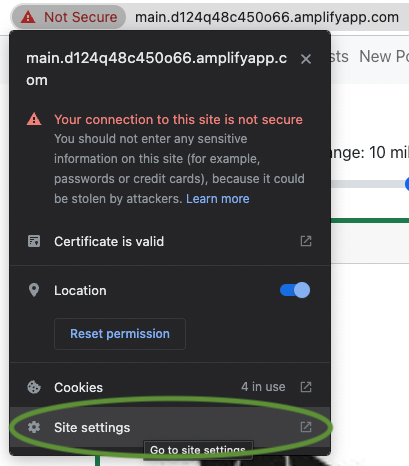 Not Secure main.d124q48c450o66.amplifyapp.com
main.d124q48c450o66.amplifyapp.c
om
sts New Po
Your connection to this site is not secure
You should not enter any sensitive
information on this site (for example,
passwords or credit cards), because it could
be stolen by attackers. Learn more
nge: 10 mil
Certificate is valid
Location
Reset permission
Cookies 4 in use
Site settings
Go to site settings